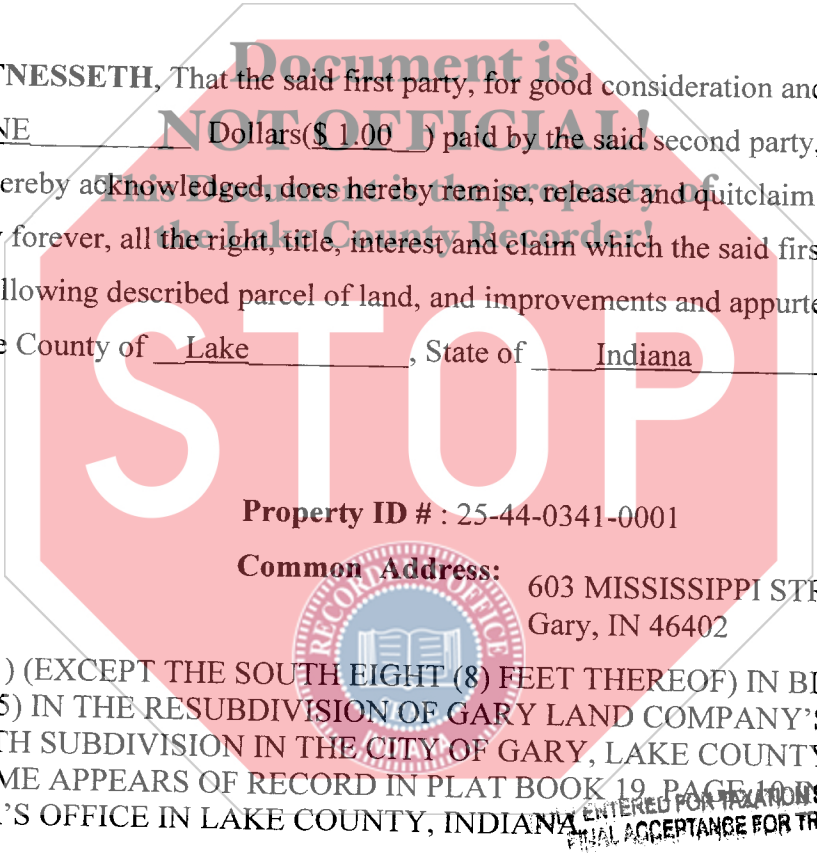 Document is
TNESSETH, That the said first party, for good consideration and
NOT OFFICIAL!
NE Dollars($ 1.00 ) paid by the said second party,
This Document is the property of
ereby acknowledged, does hereby remise, release and quitclaim
the Lake County Recorder!
forever, all the right, title, interest and claim which the said firs
llowing described parcel of land, and improvements and appurte
e County of Lake , State of Indiana
STOP
Property ID # : 25-44-0341-0001
Common Address:
603 MISSISSIPPI STR
Gary, IN 46402
RECORDER'S OFFICE
) (EXCEPT THE SOUTH EIGHT (8) FEET THEREOF) IN BL
5) IN THE RESUBDIVISION OF GARY LAND COMPANY'S
TH SUBDIVISION IN THE CITY OF GARY, LAKE COUNTY
INDIANA
ME APPEARS OF RECORD IN PLAT BOOK 19, PAGE 10
ENTERED FOR TAXATION
'S OFFICE IN LAKE COUNTY, INDIANA
FINAL ACCEPTANCE FOR TR